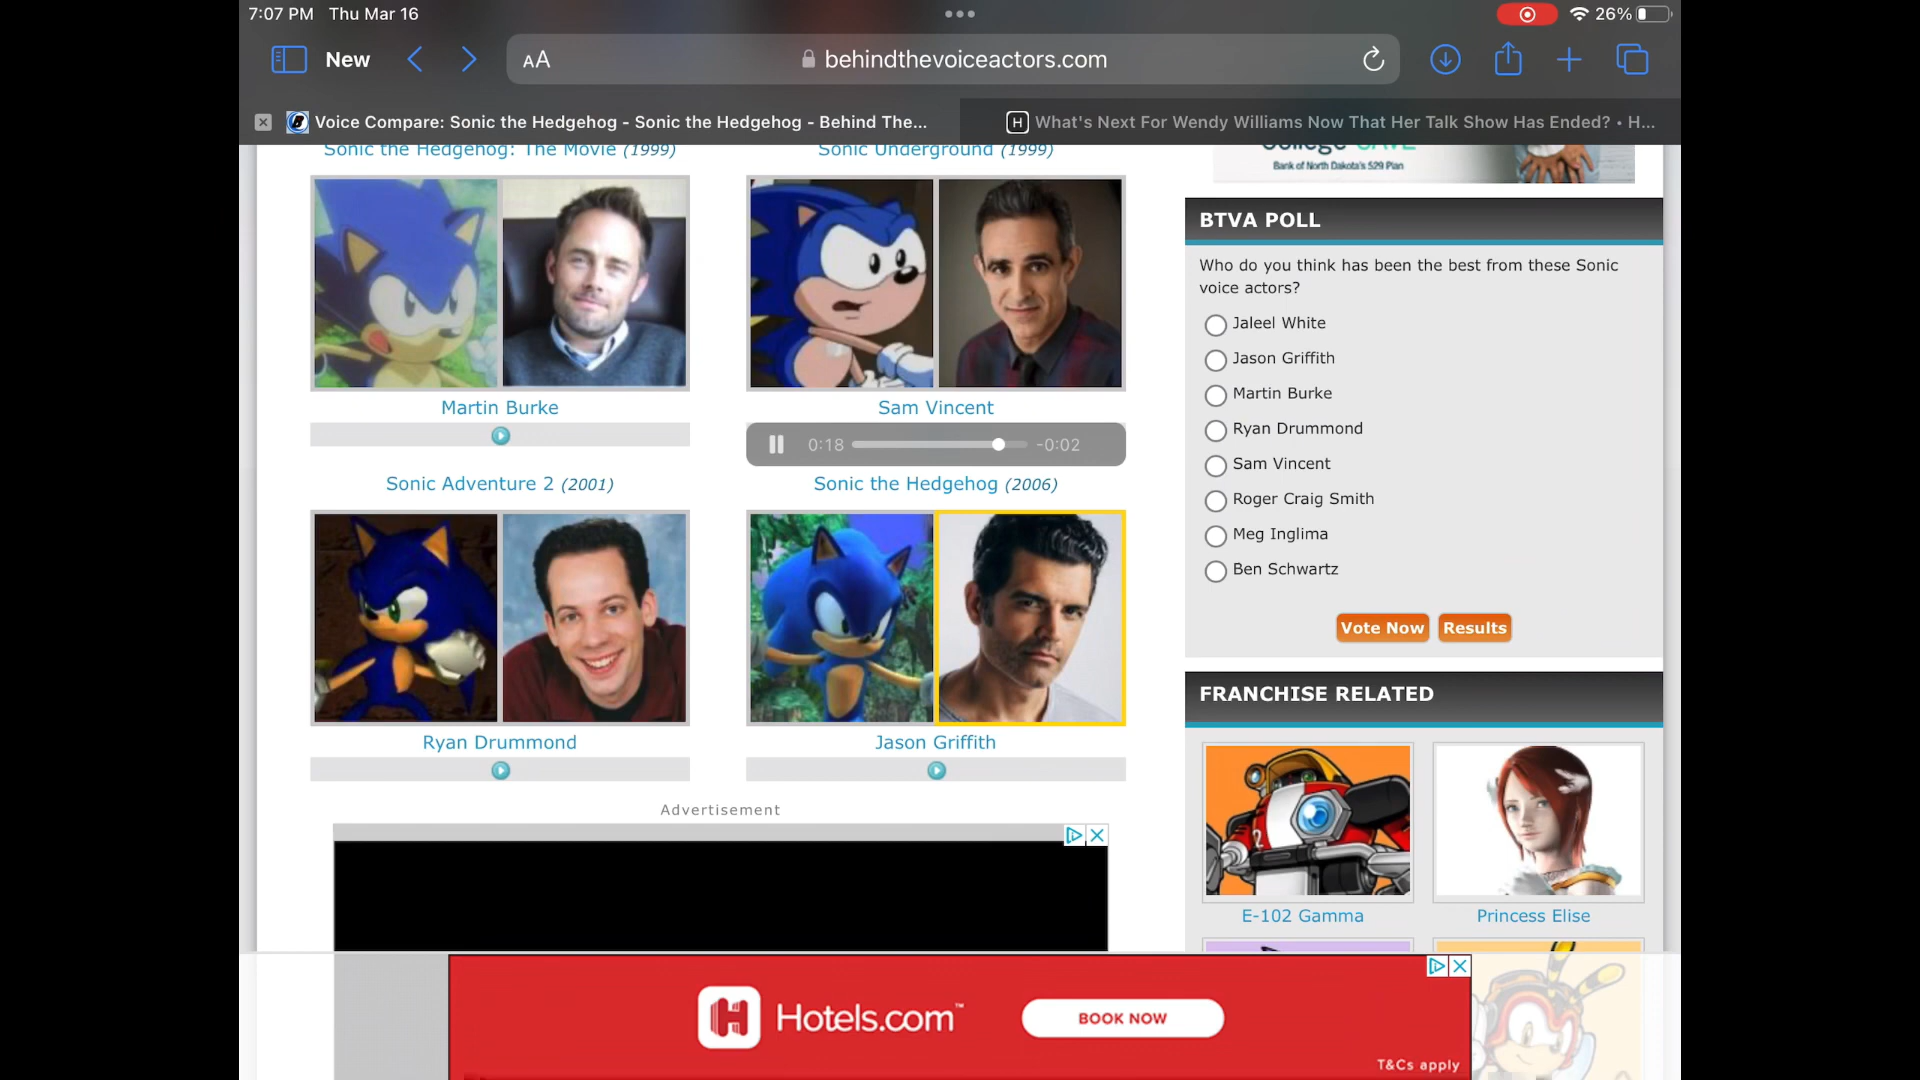 7:07 PM Thu Mar 16
26%
New
AA
behindthevoiceactors.com
Voice Compare: Sonic the Hedgehog - Sonic the Hedgehog - Behind The...
H What's Next For Wendy Williams Now That Her Talk Show Has Ended? • H...
Sonic the Hedgehog: The Movie (1999)
Sonic Underground (1999)
Bank of North Dakota's 529 Plan
Martin Burke
Sam Vincent
0:18
-0:02
Sonic Adventure 2 (2001)
Sonic the Hedgehog (2006)
Ryan Drummond
Jason Griffith
Advertisement
BTVA POLL
Who do you think has been the best from these Sonic
voice actors?
Jaleel White
Jason Griffith
Martin Burke
Ryan Drummond
Sam Vincent
Roger Craig Smith
Meg Inglima
Ben Schwartz
Vote Now
Results
FRANCHISE RELATED
E-102 Gamma
Princess Elise
Hotels.com™
BOOK NOW
T&Cs apply